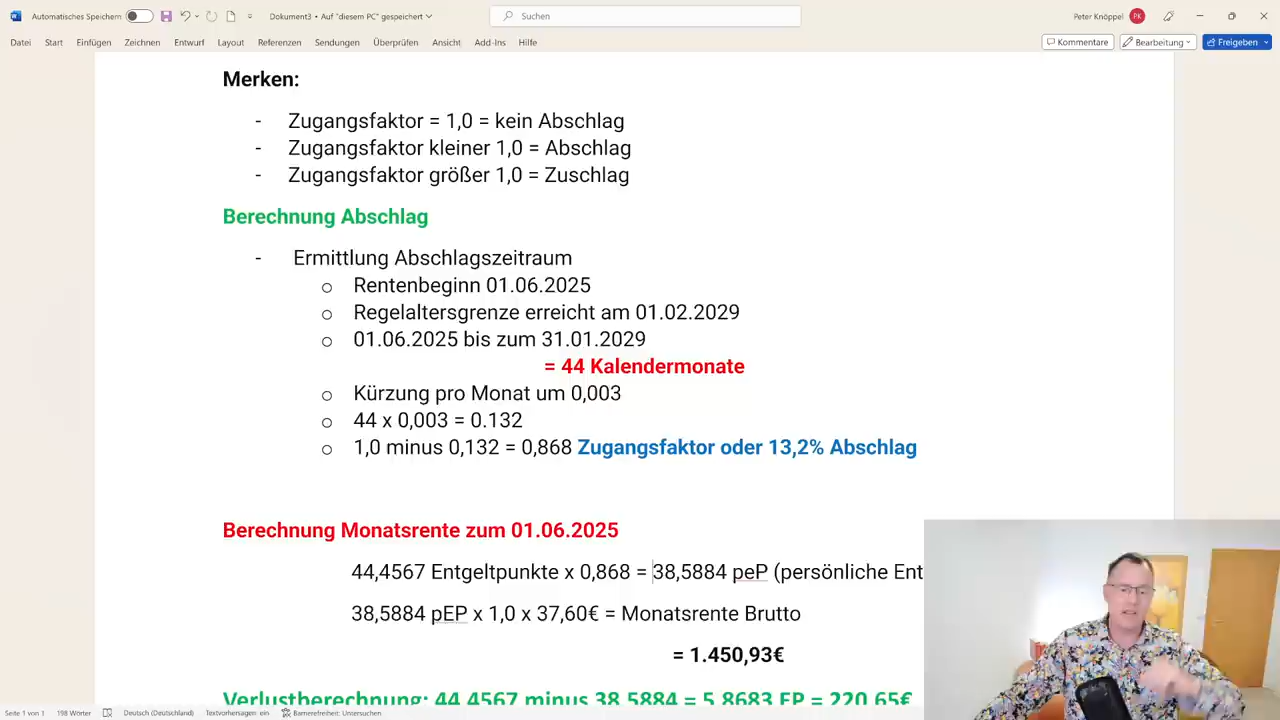 Automatisches Speichern
Dokument3 • Auf "diesem PC" gespeichert
Suchen
Peter Knöppel
PK
Datei Start Einfügen Zeichnen Entwurf Layout Referenzen Sendungen Überprüfen Ansicht Add-Ins Hilfe
Kommentare Bearbeitung Freigeben
Merken:
- Zugangsfaktor = 1,0 = kein Abschlag
- Zugangsfaktor kleiner 1,0 = Abschlag
- Zugangsfaktor größer 1,0 = Zuschlag
Berechnung Abschlag
- Ermittlung Abschlagszeitraum
o Rentenbeginn 01.06.2025
o Regelaltersgrenze erreicht am 01.02.2029
o 01.06.2025 bis zum 31.01.2029
= 44 Kalendermonate
o Kürzung pro Monat um 0,003
o 44 x 0,003 = 0.132
o 1,0 minus 0,132 = 0,868 Zugangsfaktor oder 13,2% Abschlag
Berechnung Monatsrente zum 01.06.2025
44,4567 Entgeltpunkte x 0,868 = 38,5884 peP (persönliche Ent
38,5884 pEP x 1,0 x 37,60€ = Monatsrente Brutto
= 1.450,93€
Verlustberechnung: 44,4567 minus 38,5884 = 5,8683 EP = 220,65€
Seite 1 von 1 198 Wörter Deutsch (Deutschland) Textvorhersagen: ein Barrierefreiheit: Untersuchen